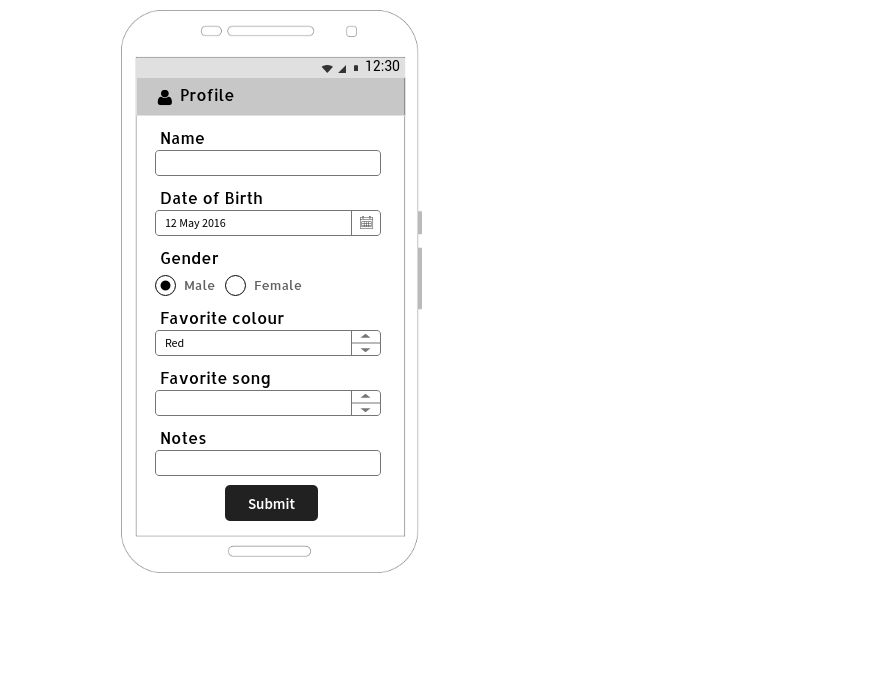 12:30
Profile
Name
Date of Birth
12 May 2016
Gender
Male Female
Favorite colour
Red
Favorite song
Notes
Submit